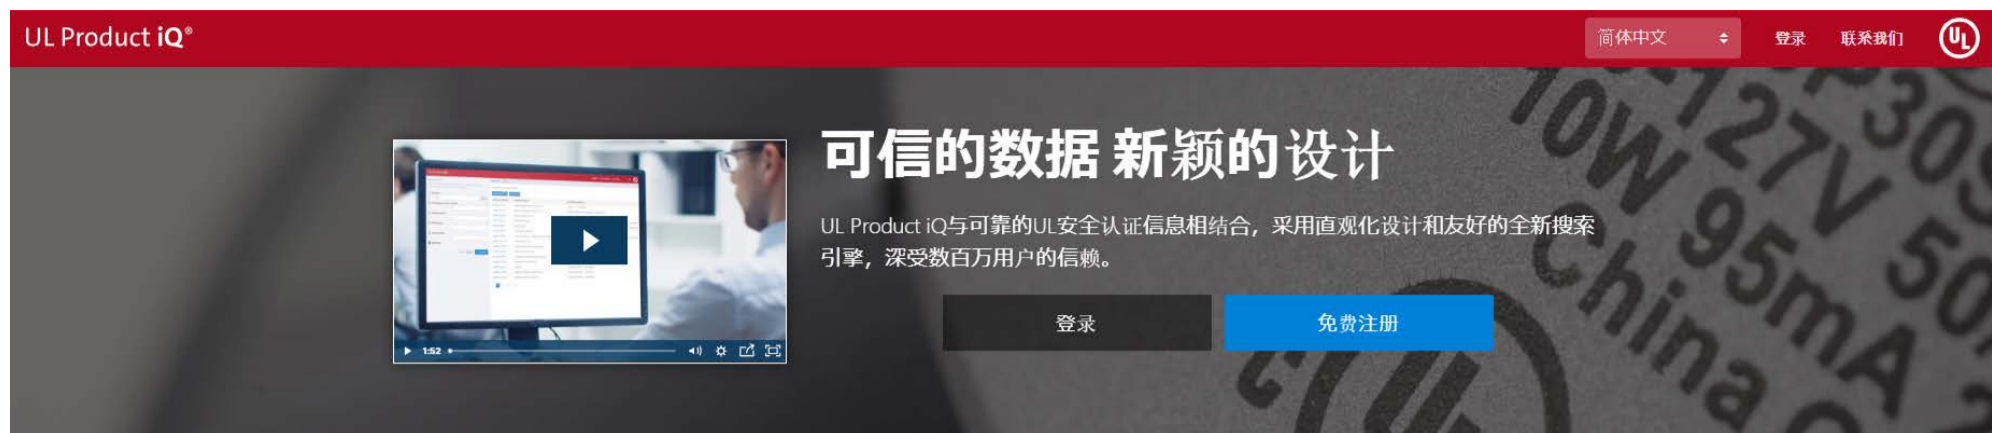 UL Product iQ®
简体中文
登录
联系我们
UL
可信的数据 新颖的设计
UL Product iQ与可靠的UL安全认证信息相结合，采用直观化设计和友好的全新搜索
引擎，深受数百万用户的信赖。
登录
免费注册
1:52
10W 95mA
127V 50
China